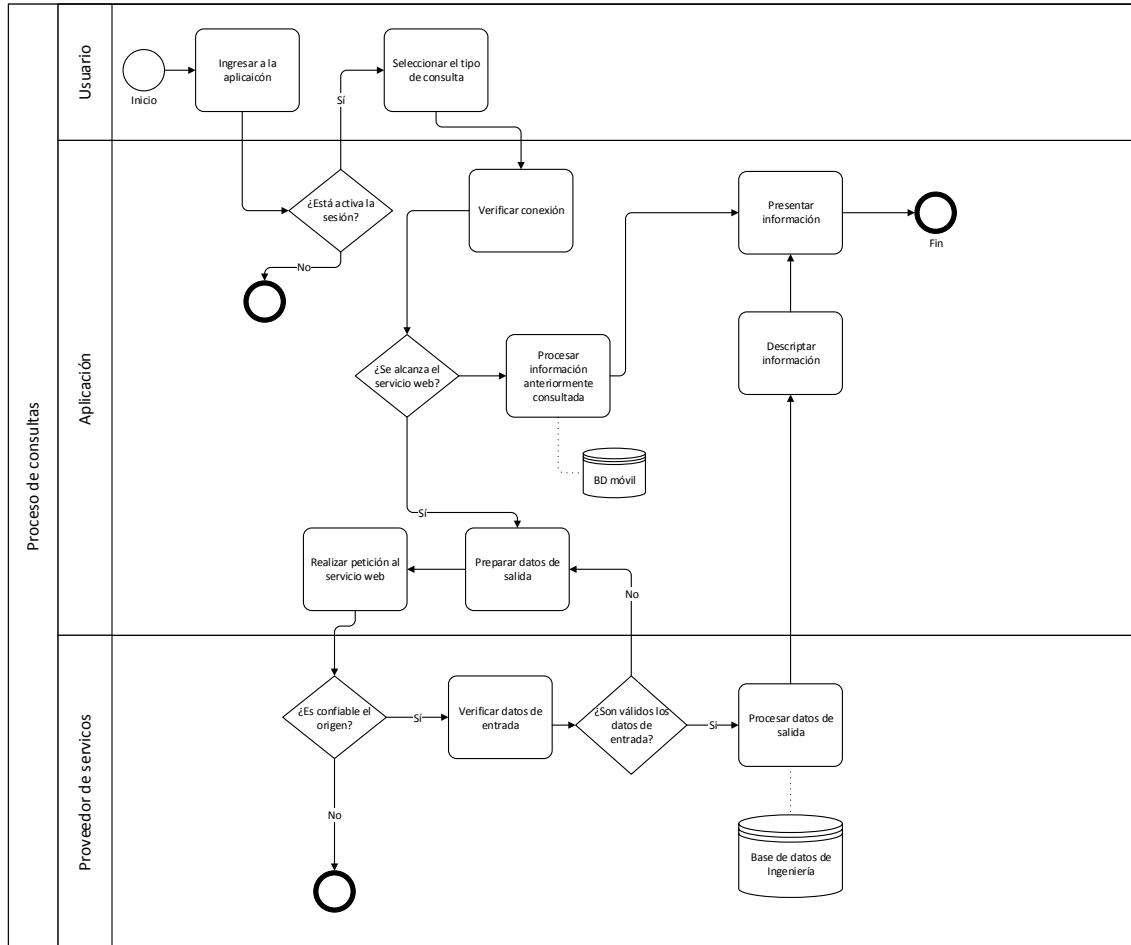 Proceso de consultas
Usuario
Inicio
Ingresar a la
aplicaicón
Sí
Seleccionar el tipo
de consulta
Aplicación
¿Está activa la
sesión?
No
Verificar conexión
Presentar
información
Fin
¿Se alcanza el
servicio web?
Procesar
información
anteriormente
consultada
Descriptar
información
BD móvil
Sí
Realizar petición al
servicio web
Preparar datos de
salida
No
Proveedor de servicos
¿Es confiable el
origen?
Sí
Verificar datos de
entrada
¿Son válidos los
datos de
entrada?
Si
Procesar datos de
salida
No
Base de datos de
Ingeniería